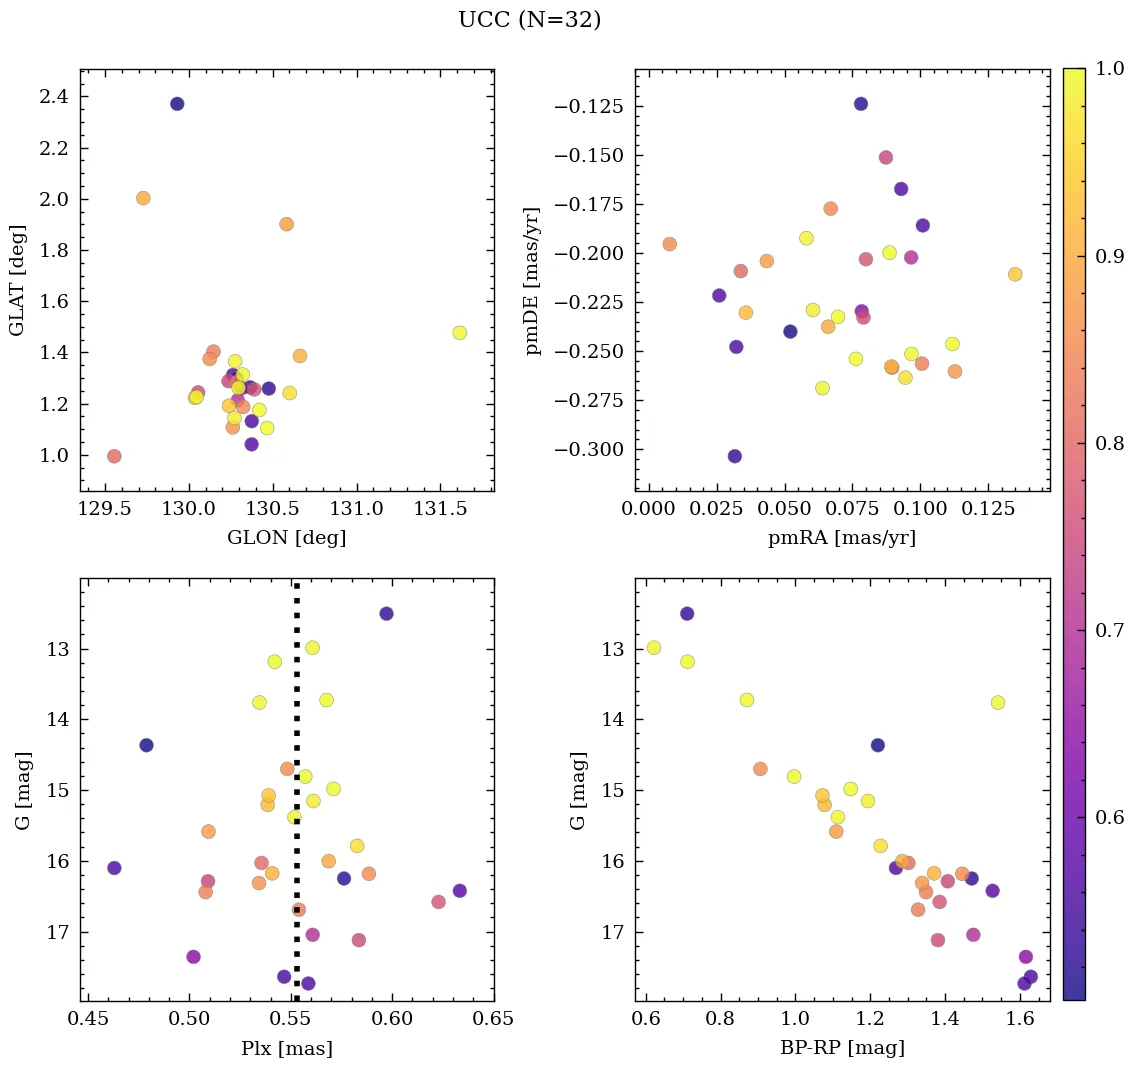 UCC (N=32)
2.4
2.2
2.0
1.8
1.6
1.4
1.2
1.0
GLAT [deg]
129.5 130.0 130.5 131.0 131.5
GLON [deg]
−0.125
−0.150
−0.175
−0.200
−0.225
−0.250
−0.275
−0.300
pmDE [mas/yr]
0.000 0.025 0.050 0.075 0.100 0.125
pmRA [mas/yr]
1.0
0.9
0.8
0.7
0.6
13
14
15
16
17
G [mag]
0.45 0.50 0.55 0.60 0.65
Plx [mas]
13
14
15
16
17
G [mag]
0.6 0.8 1.0 1.2 1.4 1.6
BP-RP [mag]